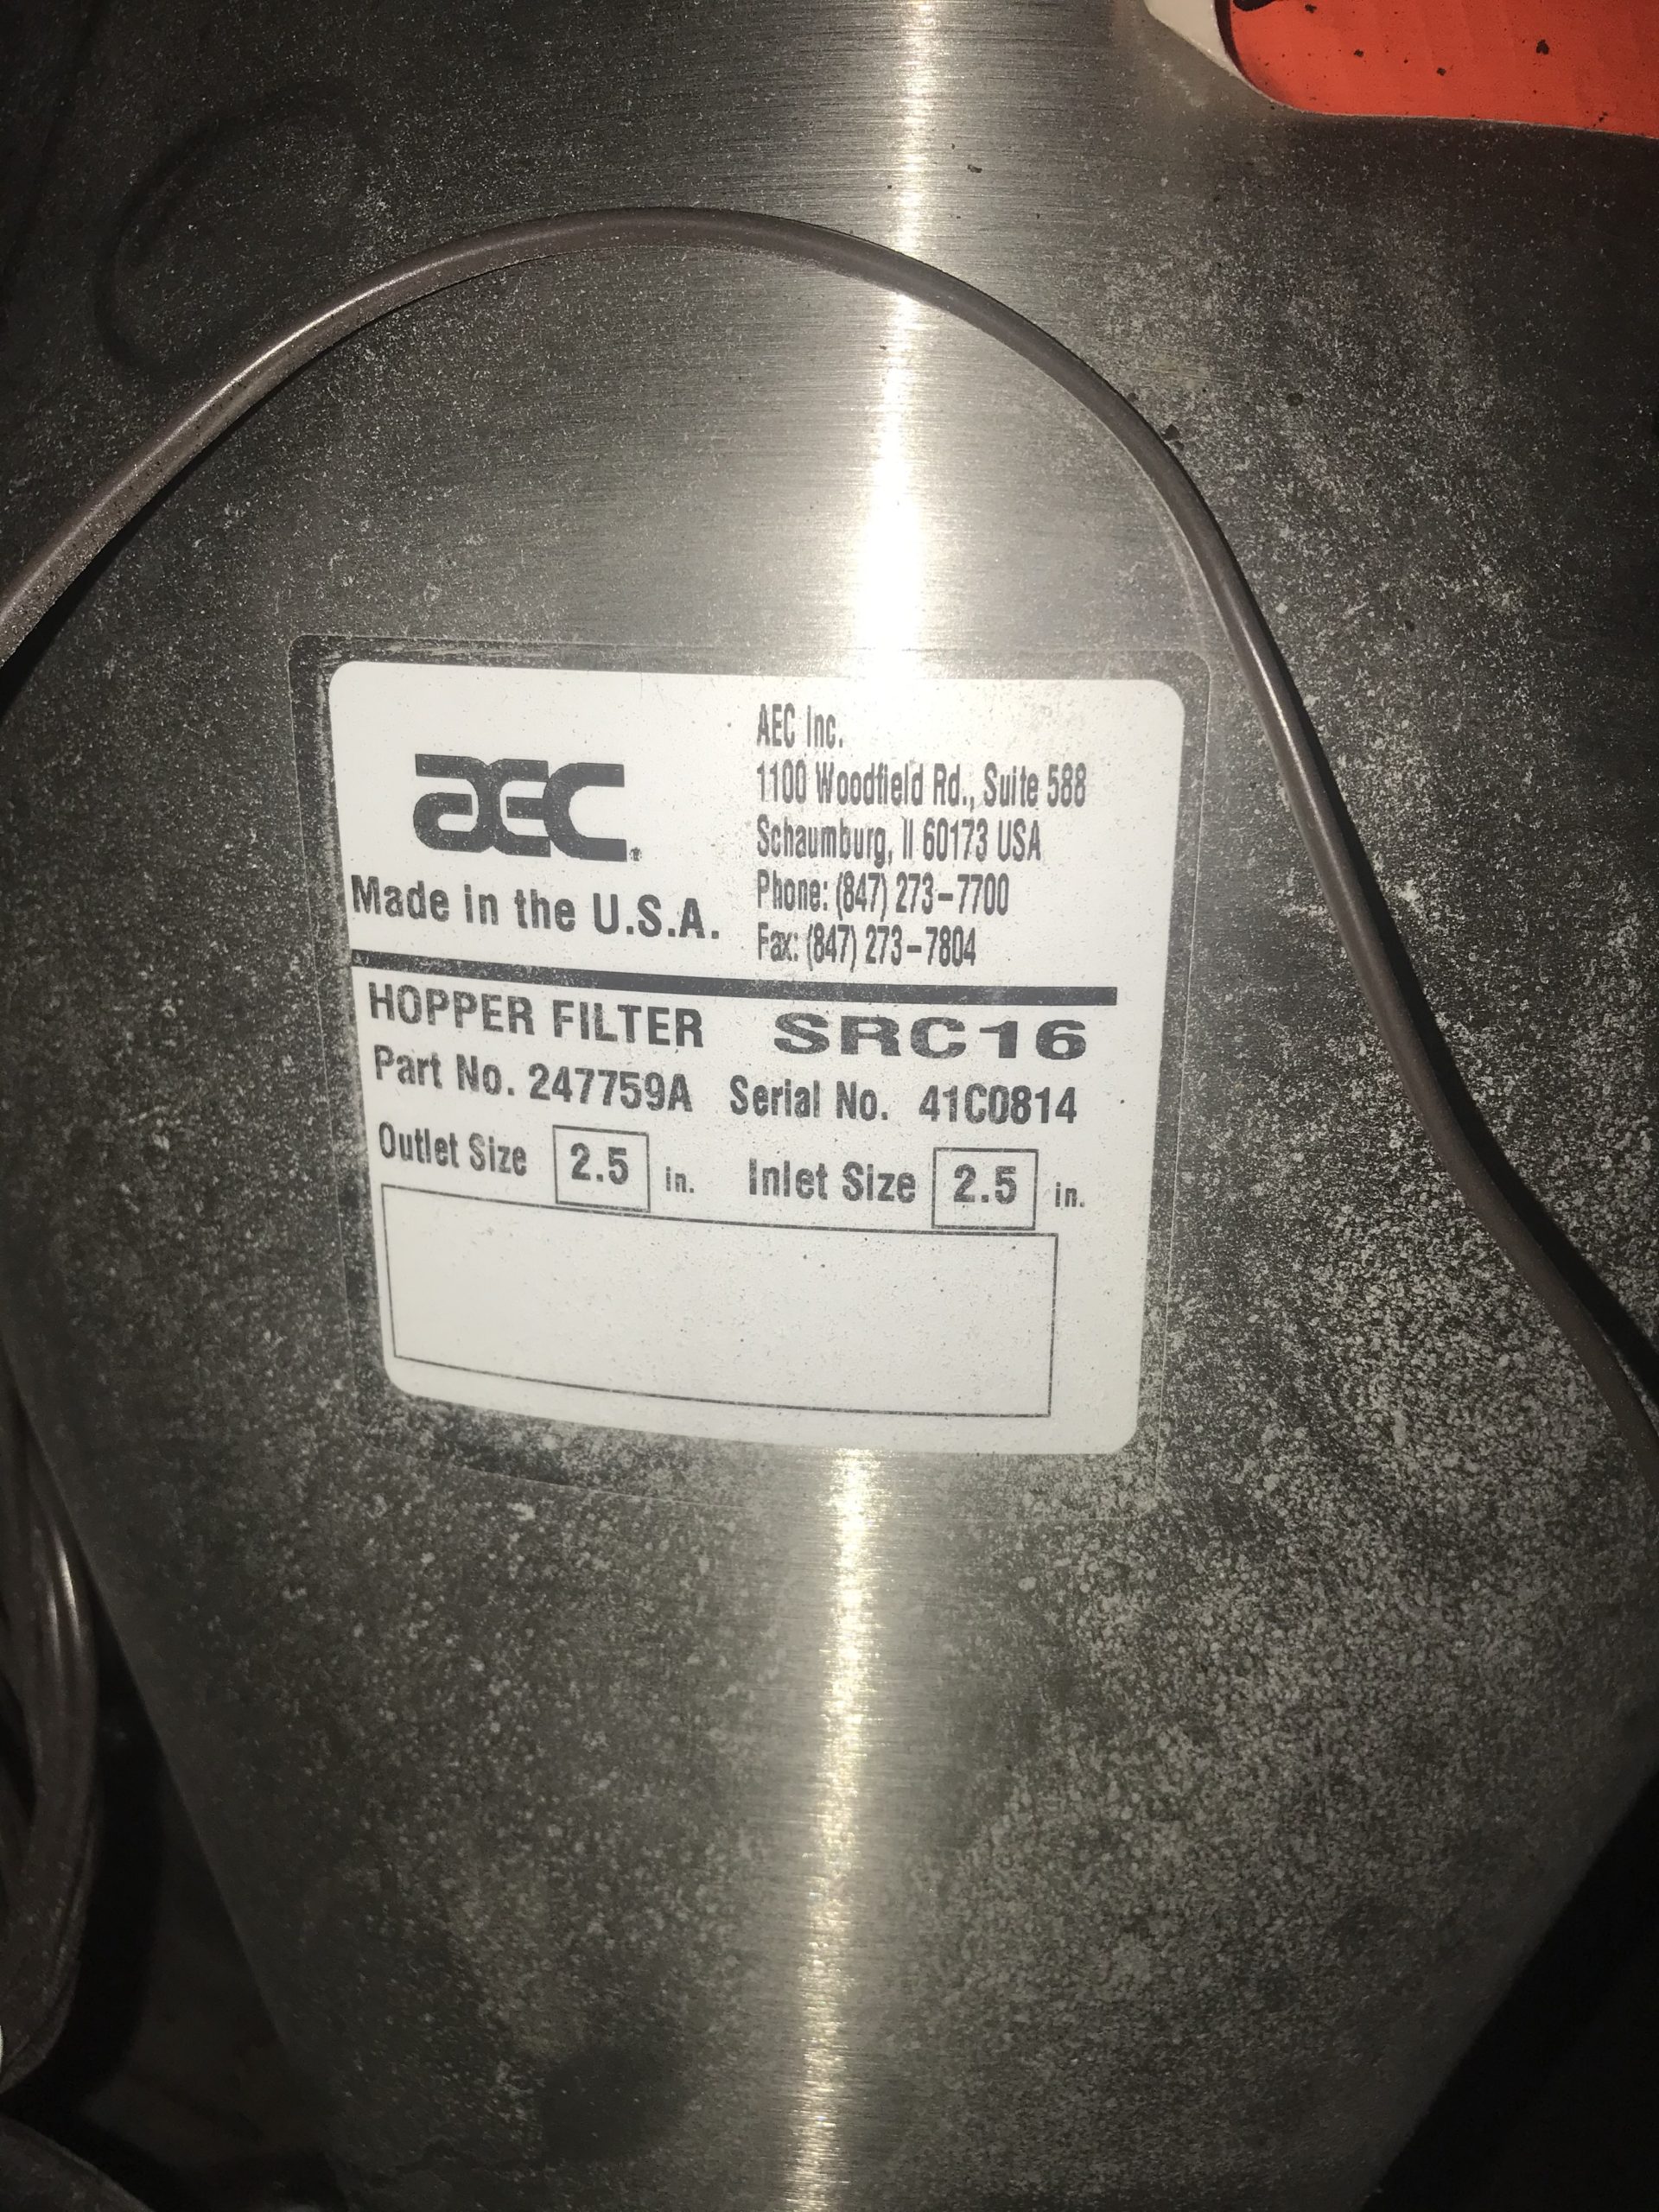 aec®
Made in the U.S.A.
AEC Inc.
1100 Woodfield Rd., Suite 588
Schaumburg, Il 60173 USA
Phone: (847) 273-7700
Fax: (847) 273-7804
HOPPER FILTER SRC16
Part No. 247759A Serial No. 41C0814
Outlet Size 2.5 in. Inlet Size 2.5 in.